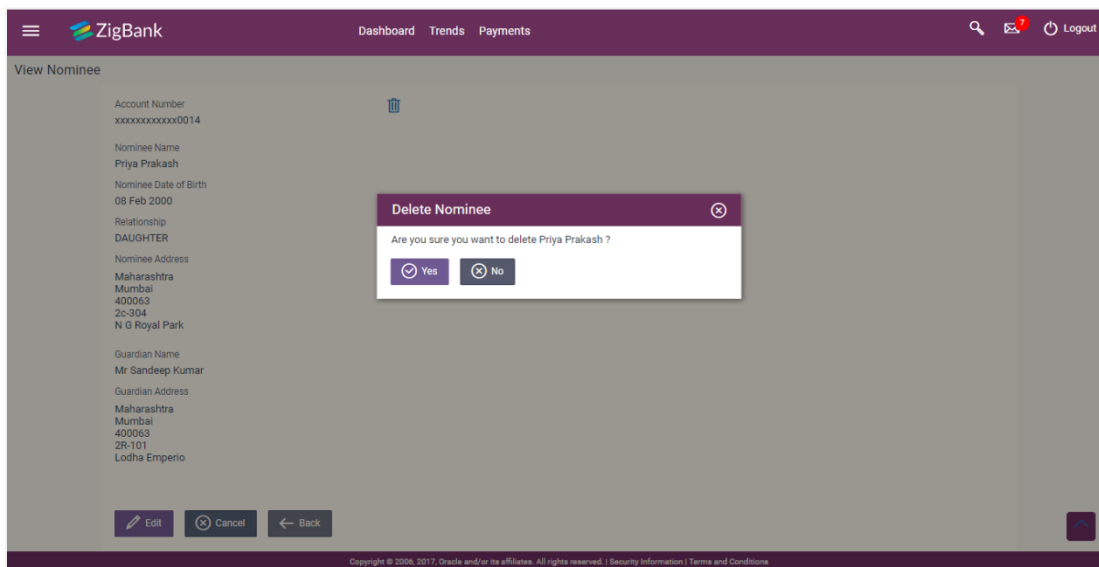 ZigBank
Dashboard Trends Payments
7
Logout
View Nominee
Account Number
xxxxxxxxxxxx0014
Nominee Name
Priya Prakash
Nominee Date of Birth
08 Feb 2000
Relationship
DAUGHTER
Nominee Address
Maharashtra
Mumbai
400063
2c-304
N G Royal Park
Guardian Name
Mr Sandeep Kumar
Guardian Address
Maharashtra
Mumbai
400063
2R-101
Lodha Emperio
Delete Nominee
Are you sure you want to delete Priya Prakash ?
Yes No
Edit Cancel Back
Copyright © 2006, 2017, Oracle and/or its affiliates. All rights reserved. | Security Information | Terms and Conditions